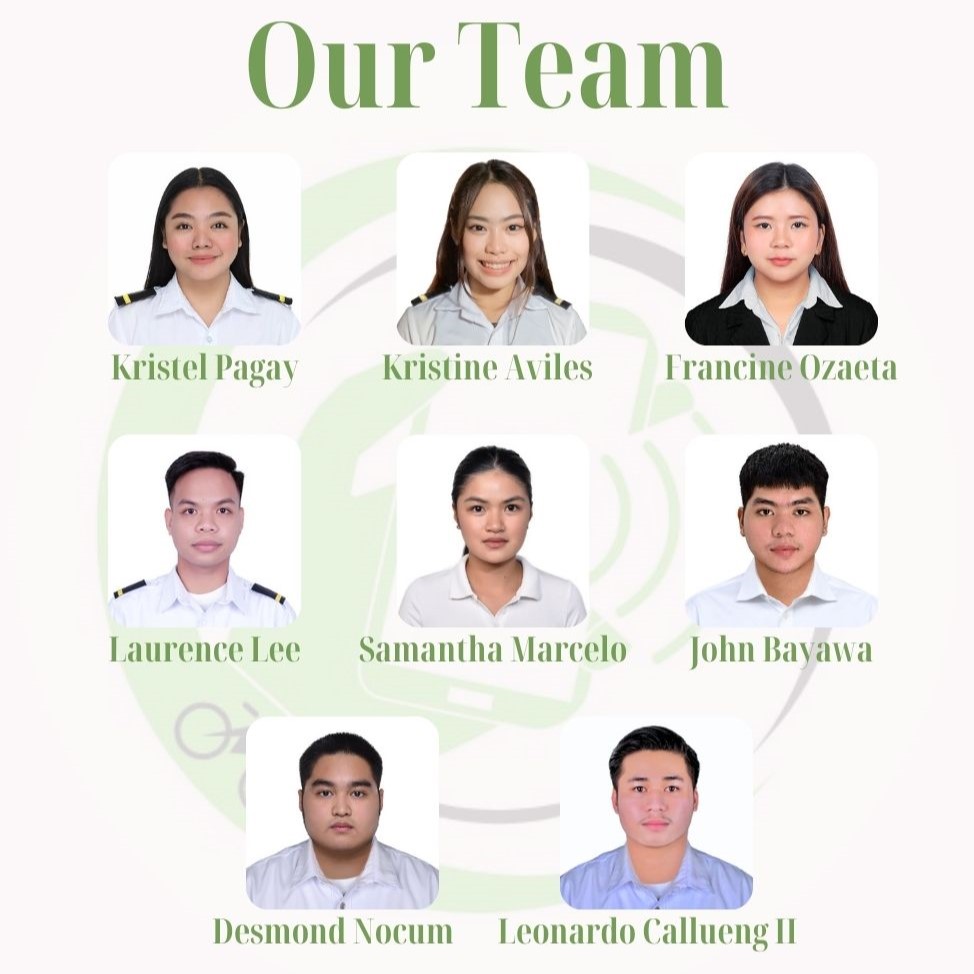 Our Team
Kristel Pagay
Kristine Aviles
Francine Ozaeta
Laurence Lee
Samantha Marcelo
John Bayawa
Desmond Nocum
Leonardo Callueng II